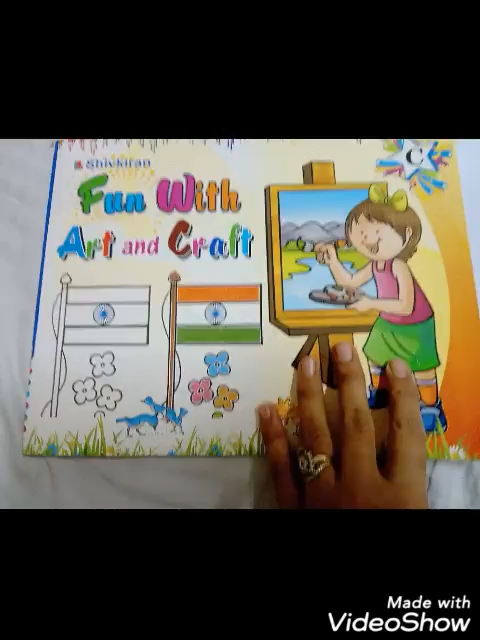 Shivkiran
Fun With
Art and Craft
C
Made with
VideoShow